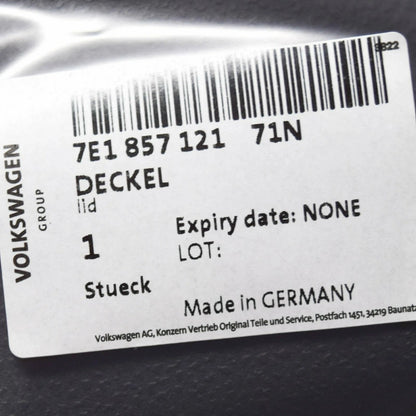 9822
VOLKSWAGEN
GROUP
7E1 857 121 71N
DECKEL
lid
1
Expiry date: NONE
LOT:
Stueck
Made in GERMANY
Volkswagen AG, Konzern Vertrieb Original Teile und Service, Postfach 1451, 34219 Baunata